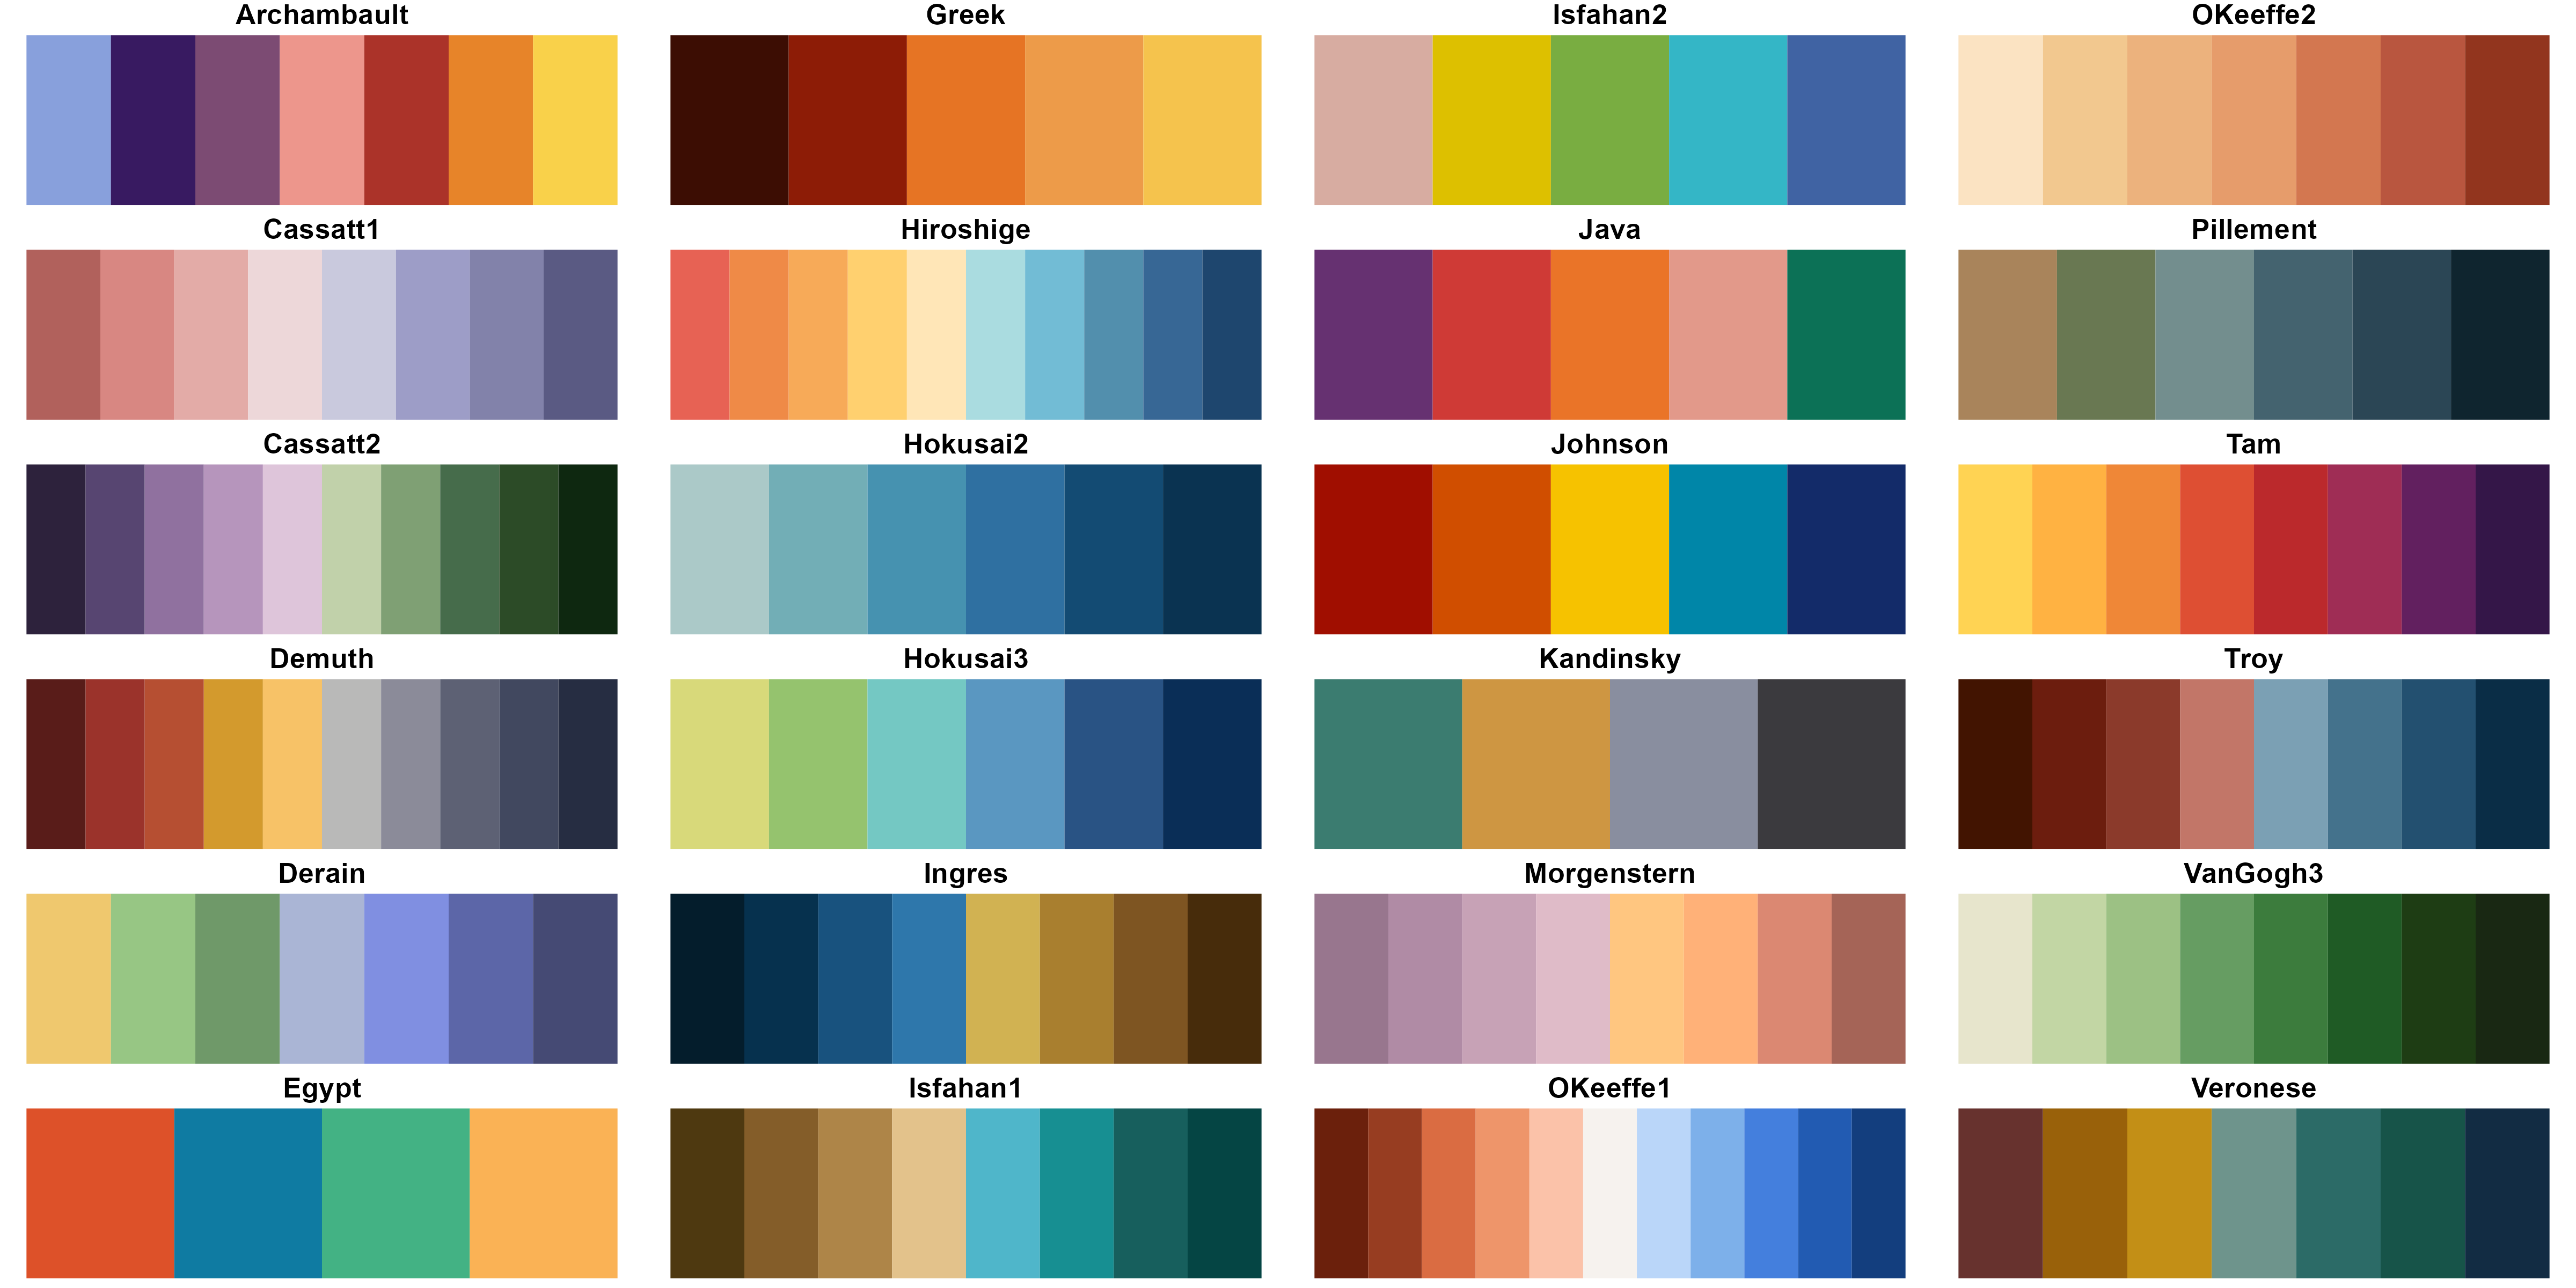 Archambault
Greek
Isfahan2
OKeeffe2
Cassatt1
Hiroshige
Java
Pillement
Cassatt2
Hokusai2
Johnson
Tam
Demuth
Hokusai3
Kandinsky
Troy
Derain
Ingres
Morgenstern
VanGogh3
Egypt
Isfahan1
OKeeffe1
Veronese